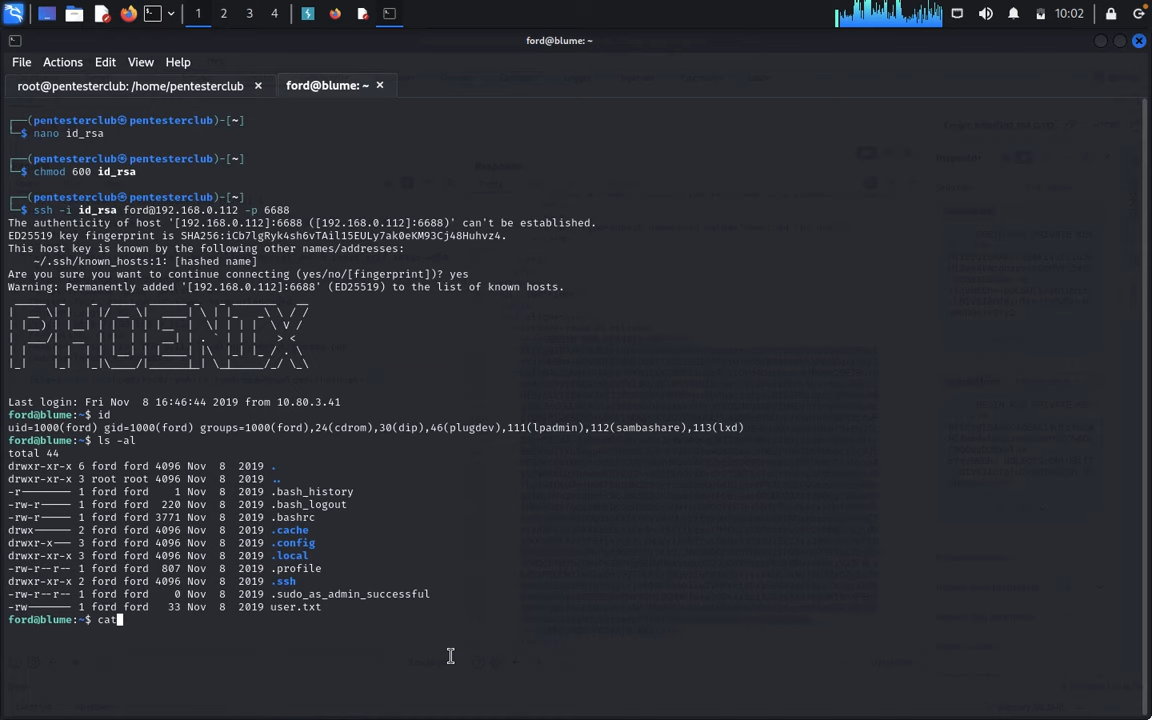 1 2 3 4 10:02
ford@blume: ~
File Actions Edit View Help
root@pentesterclub: /home/pentesterclub × ford@blume: ~ ×
┌──(pentesterclub㉿pentesterclub)-[~]
└─$ nano id_rsa
┌──(pentesterclub㉿pentesterclub)-[~]
└─$ chmod 600 id_rsa
┌──(pentesterclub㉿pentesterclub)-[~]
└─$ ssh -i id_rsa ford@192.168.0.112 -p 6688
The authenticity of host '[192.168.0.112]:6688 ([192.168.0.112]:6688)' can't be established.
ED25519 key fingerprint is SHA256:iCb7lgRyk4sh6vTAil15EULy7ak0eKM93Cj48Huhvz4.
This host key is known by the following other names/addresses:
~/.ssh/known_hosts:1: [hashed name]
Are you sure you want to continue connecting (yes/no/[fingerprint])? yes
Warning: Permanently added '[192.168.0.112]:6688' (ED25519) to the list of known hosts.
PHOENIX
Last login: Fri Nov  8 16:46:44 2019 from 10.80.3.41
ford@blume:~$ id
uid=1000(ford) gid=1000(ford) groups=1000(ford),24(cdrom),30(dip),46(plugdev),111(lpadmin),112(sambashare),113(lxd)
ford@blume:~$ ls -al
total 44
drwxr-xr-x 6 ford ford 4096 Nov  8  2019 .
drwxr-xr-x 3 root root 4096 Nov  8  2019 ..
-r-------- 1 ford ford    1 Nov  8  2019 .bash_history
-rw-r----- 1 ford ford  220 Nov  8  2019 .bash_logout
-rw-r----- 1 ford ford 3771 Nov  8  2019 .bashrc
drwx------ 2 ford ford 4096 Nov  8  2019 .cache
drwxr-x--- 3 ford ford 4096 Nov  8  2019 .config
drwxr-xr-x 3 ford ford 4096 Nov  8  2019 .local
-rw-r--r-- 1 ford ford  807 Nov  8  2019 .profile
drwxr-xr-x 2 ford ford 4096 Nov  8  2019 .ssh
-rw-r--r-- 1 ford ford    0 Nov  8  2019 .sudo_as_admin_successful
-rw------- 1 ford ford   33 Nov  8  2019 user.txt
ford@blume:~$ cat